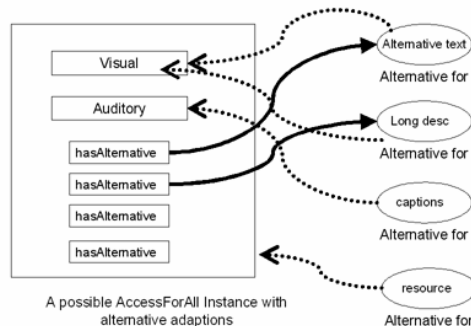 Visual
Auditory
hasAlternative
hasAlternative
hasAlternative
hasAlternative
A possible AccessForAll Instance with
alternative adaptions
Alternative text
Alternative for
Long desc
Alternative for
captions
Alternative for
resource
Alternative for